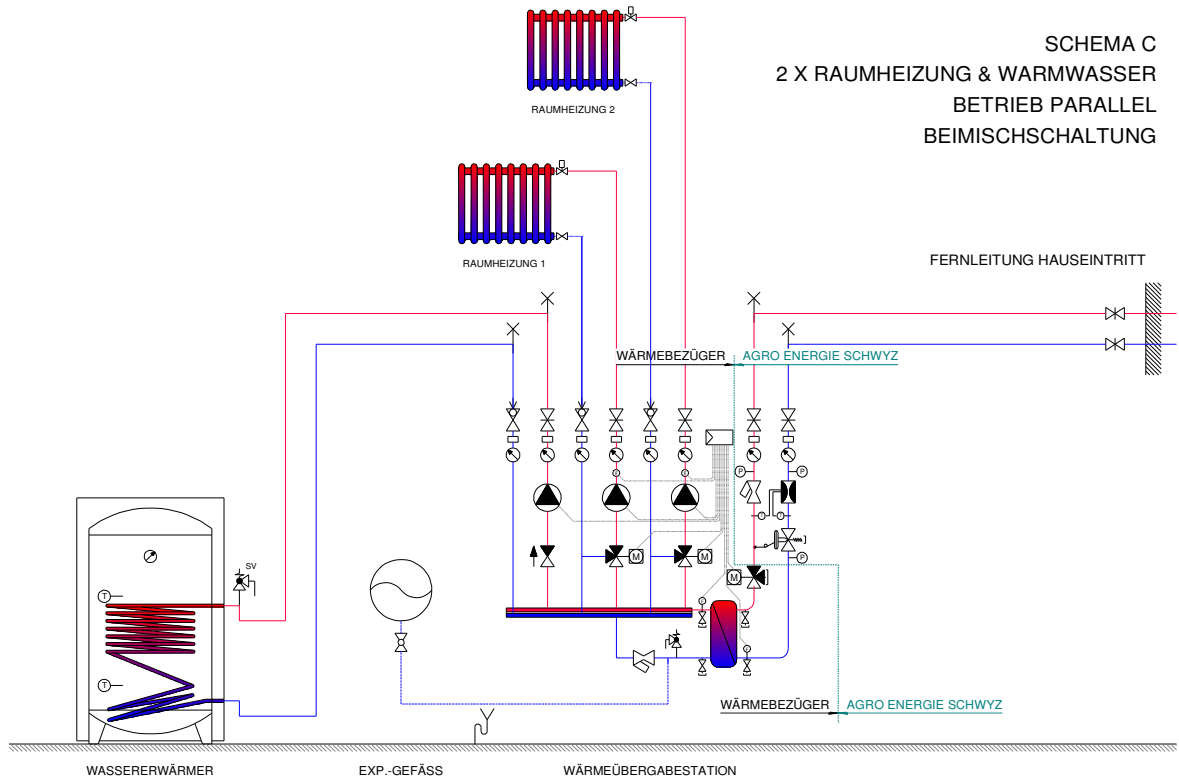 SCHEMA C
2 X RAUMHEIZUNG & WARMWASSER
BETRIEB PARALLEL
BEIMISCHSCHALTUNG
RAUMHEIZUNG 2
RAUMHEIZUNG 1
FERNLEITUNG HAUSEINTRITT
WÄRMEBEZÜGER AGRO ENERGIE SCHWYZ
P P
T T
M M
M
P
SV
T
T
WÄRMEBEZÜGER AGRO ENERGIE SCHWYZ
WASSERERWÄRMER EXP.-GEFÄSS WÄRMEÜBERGABESTATION